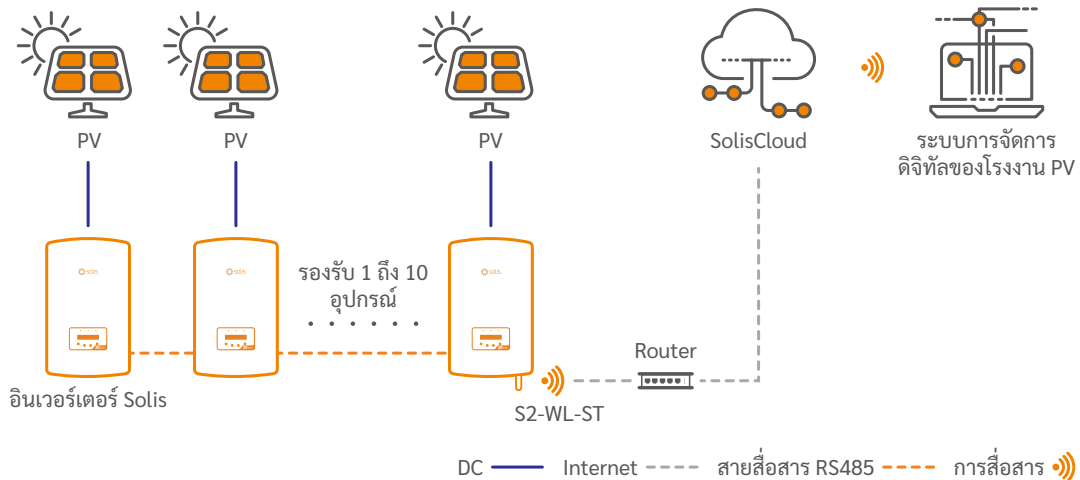 PV
PV
PV
SolisCloud
ระบบการจัดการ
ดิจิทัลของโรงงาน PV
solis
solis
รองรับ 1 ถึง 10
อุปกรณ์
solis
Router
อินเวอร์เตอร์ Solis
S2-WL-ST
DC
Internet
สายสื่อสาร RS485
การสื่อสาร